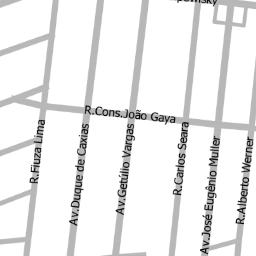 R.Cons.João Gaya
R.Fiuza Lima
Av.Duque de Caxias
Av.Getúlio Vargas
R.Carlos Seara
Av.José Eugênio Muller
R.Alberto Werner